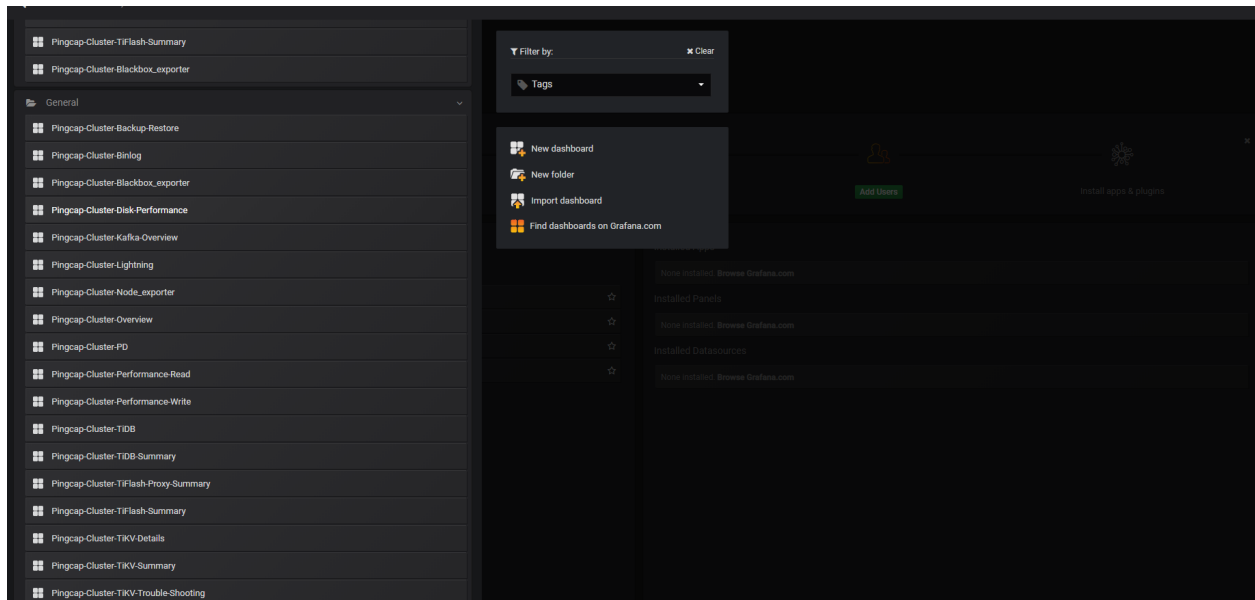 Pingcap-Cluster-TiFlash-Summary
Pingcap-Cluster-Blackbox_exporter
General
Pingcap-Cluster-Backup-Restore
Pingcap-Cluster-Binlog
Pingcap-Cluster-Blackbox_exporter
Pingcap-Cluster-Disk-Performance
Pingcap-Cluster-Kafka-Overview
Pingcap-Cluster-Lightning
Pingcap-Cluster-Node_exporter
Pingcap-Cluster-Overview
Pingcap-Cluster-PD
Pingcap-Cluster-Performance-Read
Pingcap-Cluster-Performance-Write
Pingcap-Cluster-TiDB
Pingcap-Cluster-TiDB-Summary
Pingcap-Cluster-TiFlash-Proxy-Summary
Pingcap-Cluster-TiFlash-Summary
Pingcap-Cluster-TiKV-Details
Pingcap-Cluster-TiKV-Summary
Pingcap-Cluster-TiKV-Trouble-Shooting
Filter by: Clear
Tags
New dashboard
New folder
Import dashboard
Find dashboards on Grafana.com
Add Users
Install apps & plugins
None installed. Browse Grafana.com
Installed Panels
None installed. Browse Grafana.com
Installed Datasources
None installed. Browse Grafana.com